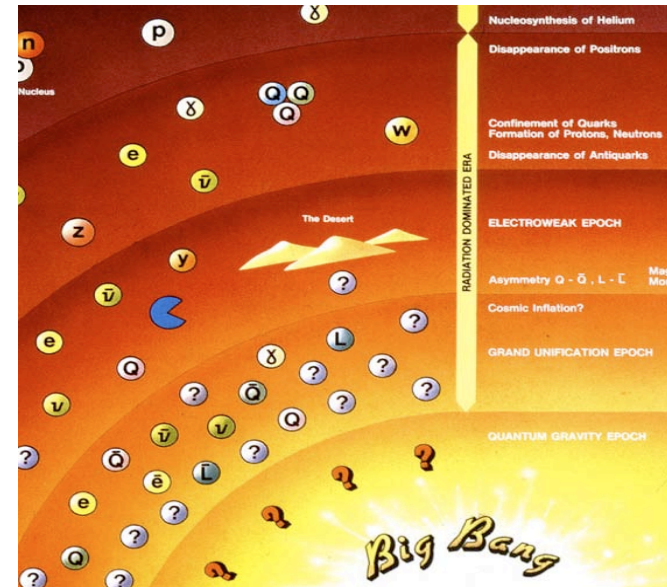 Nucleosynthesis of Helium
Disappearance of Positrons
Confinement of Quarks
Formation of Protons, Neutrons
Disappearance of Antiquarks
RADIATION DOMINATED ERA
ELECTROWEAK EPOCH
Asymmetry Q - Q̄, L - L̄
Cosmic Inflation?
GRAND UNIFICATION EPOCH
QUANTUM GRAVITY EPOCH
ɣ
p
n
Nucleus
Q Q
Q
ɣ
w
e
ν̄
The Desert
z
y
?
ν̄
?
e
L
ɣ
Q
?
?
?
Q̄
?
ν
?
Q
ν
ν̄
?
?
Q̄
L̄
?
ē
?
?
e
?
?
?
Q
?
?
?
Big Bang